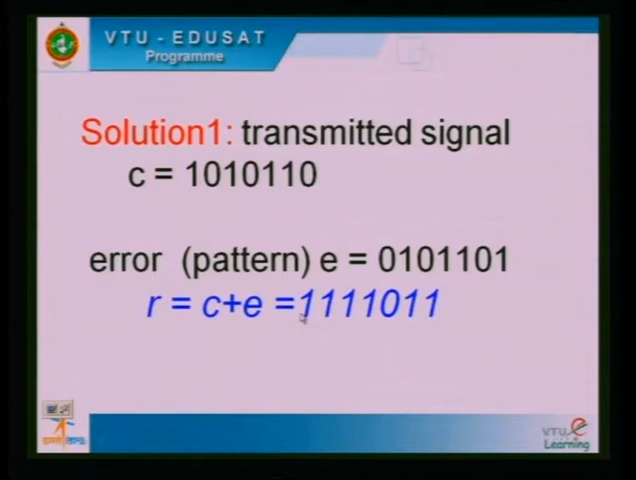 VTU - EDUSAT
Programme
Solution1: transmitted signal
c = 1010110
error (pattern) e = 0101101
r = c+e =1111011
VTU e
Learning